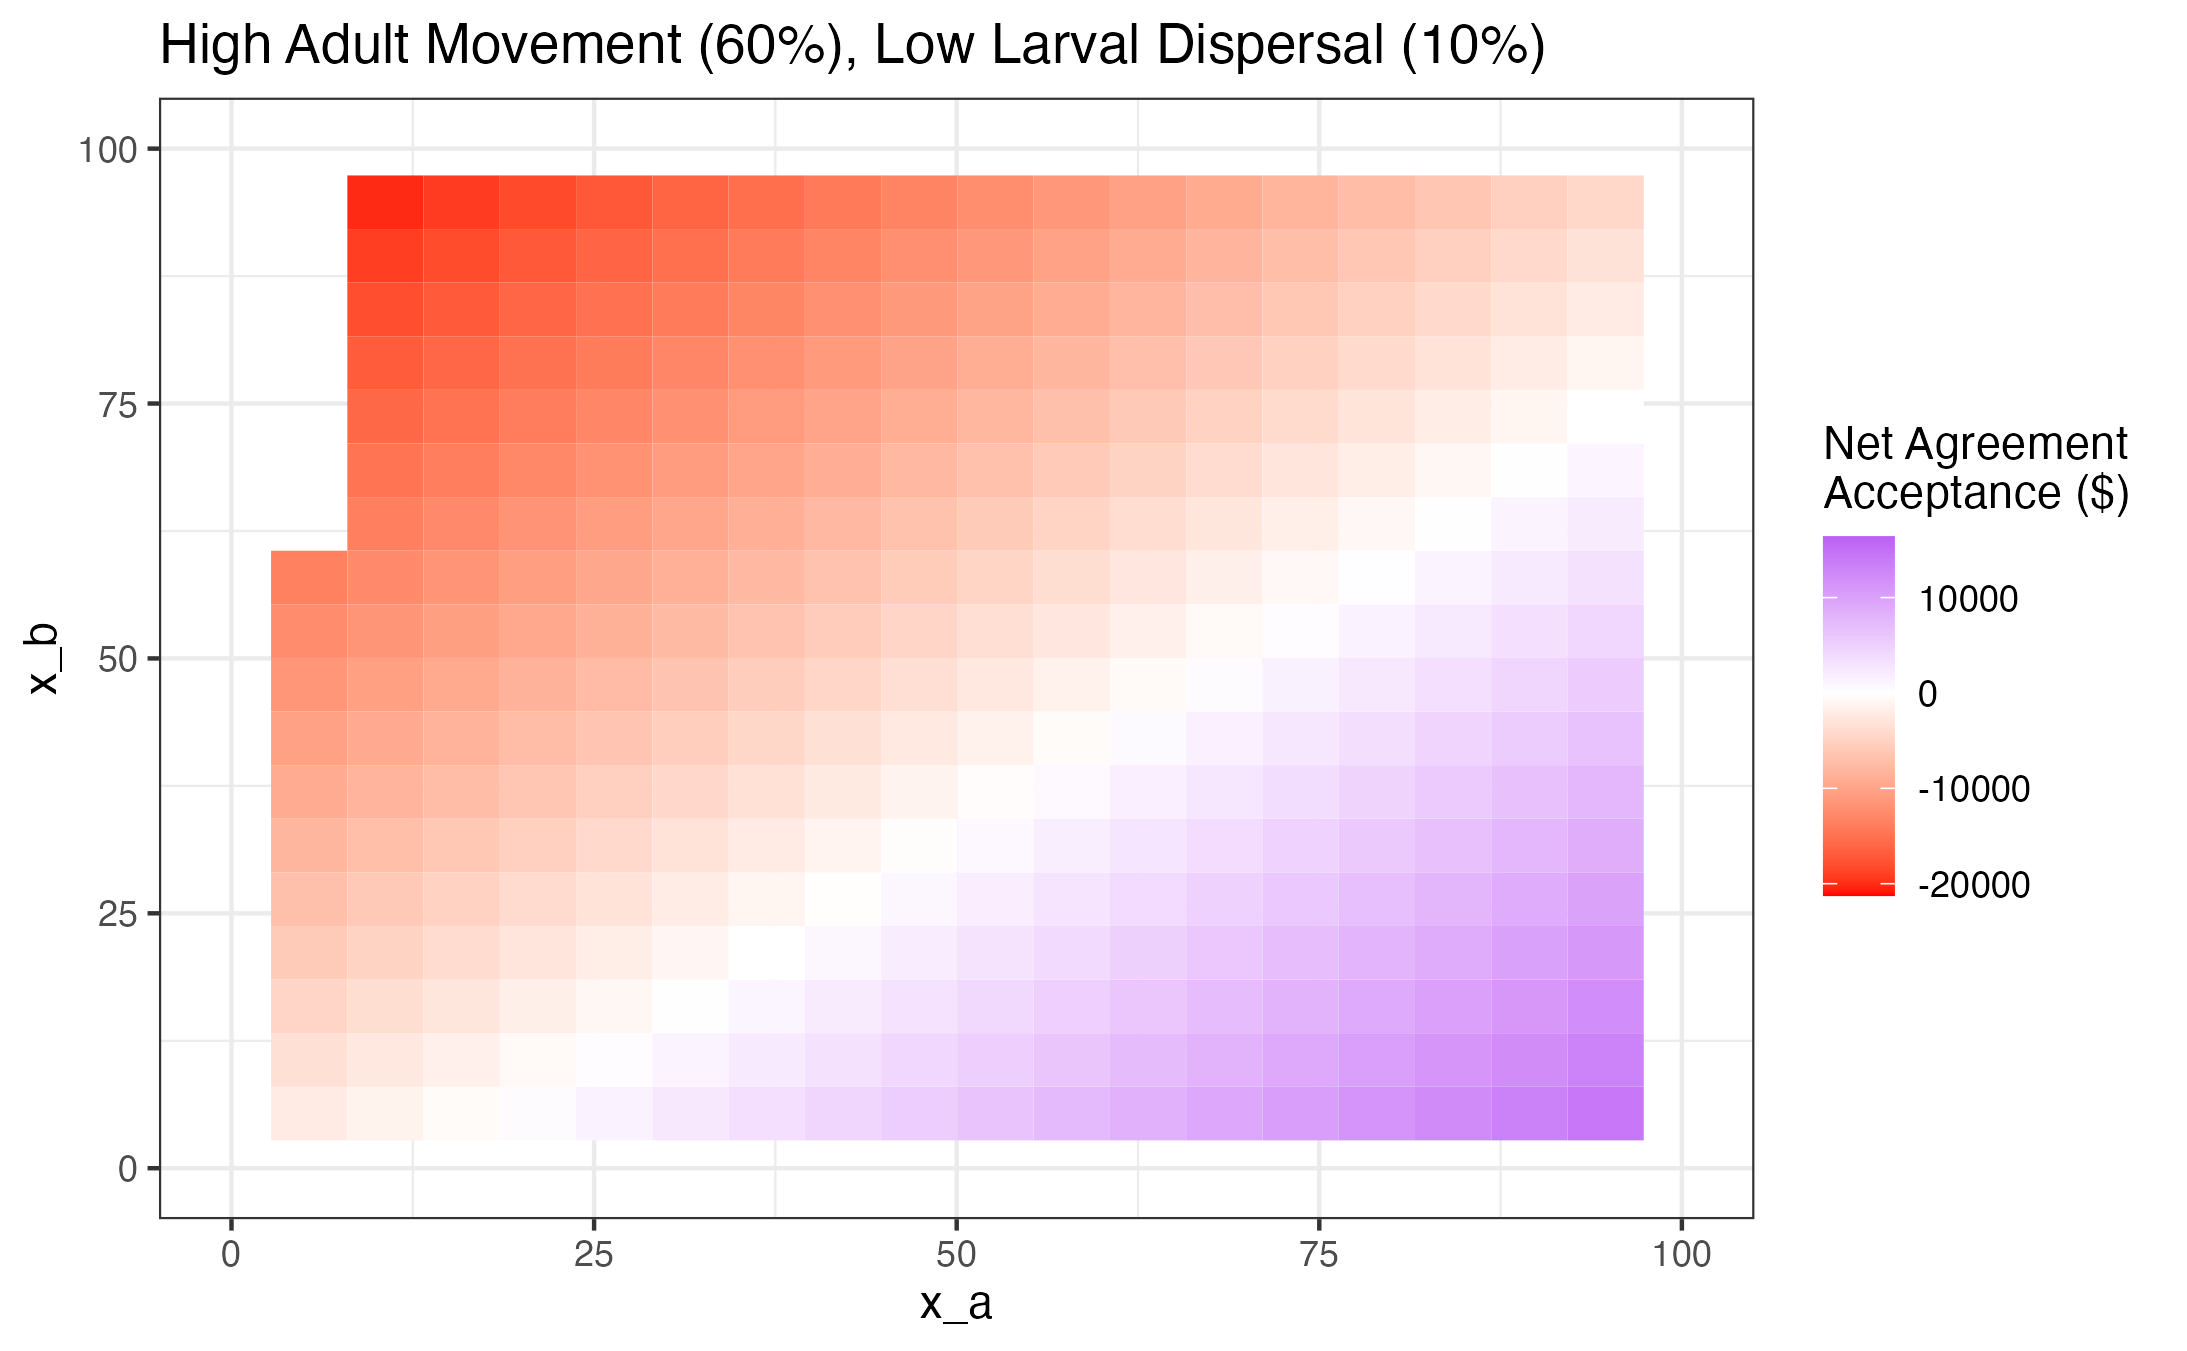 High Adult Movement (60%), Low Larval Dispersal (10%)
100
75
50
25
0
x_b
0
25
50
75
100
x_a
Net Agreement
Acceptance ($)
10000
0
-10000
-20000